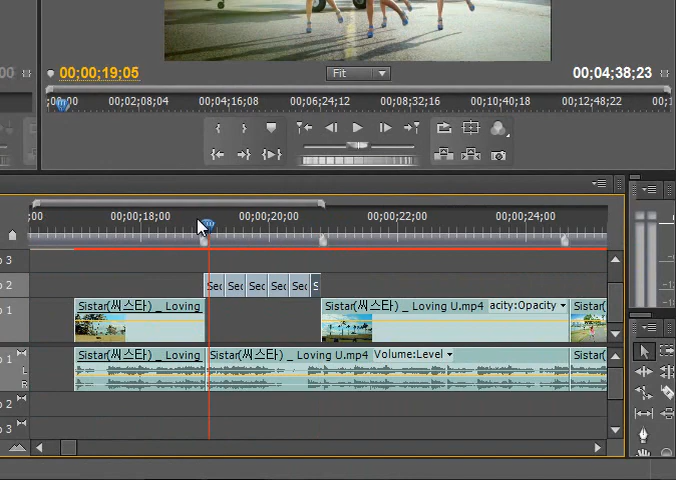 00 00;00;19;05 Fit 00;04;38;23
;00;00 00;02;08;04 00;04;16;08 00;06;24;12 00;08;32;16 00;10;40;18 00;12;48;22 00;1
;00 00;00;18;00 00;00;20;00 00;00;22;00 00;00;24;00
3
2 Sec Sec Sec Sec Sec S
1 Sistar(씨스타) _ Loving Sistar(씨스타) _ Loving U.mp4 acity:Opacity Sistar(
1 Sistar(씨스타) _ Loving Sistar(씨스타) _ Loving U.mp4 Volume:Level Sistar(
L
R
2
3